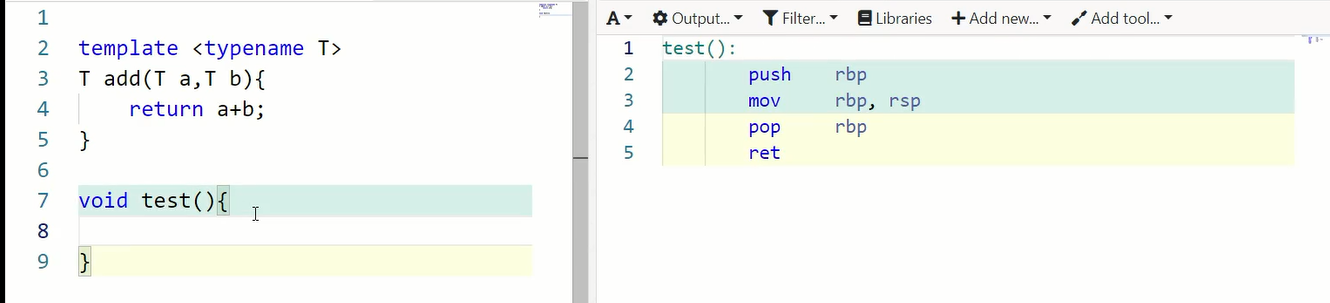 1
2 template <typename T>
3 T add(T a,T b){
4 return a+b;
5 }
6
7 void test(){
8
9 }
A Output... Filter... Libraries + Add new... Add tool...
1 test():
2 push rbp
3 mov rbp, rsp
4 pop rbp
5 ret